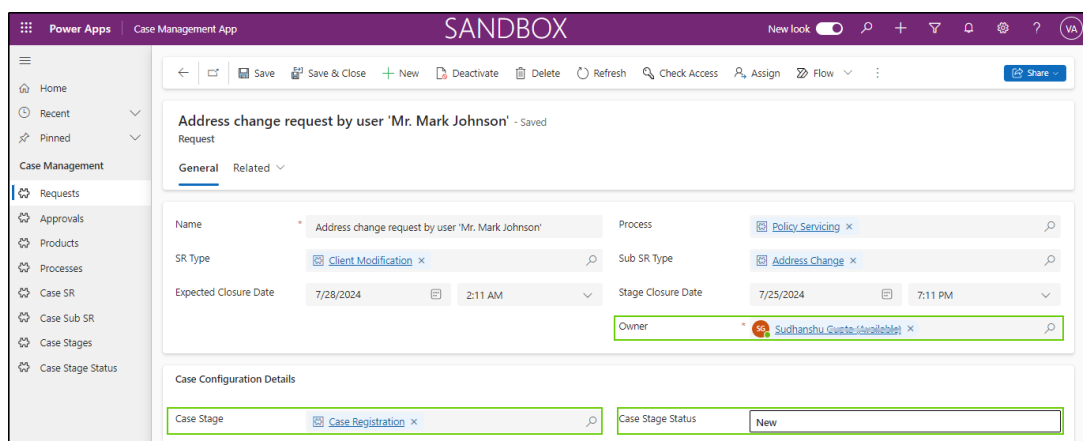 Power Apps Case Management App SANDBOX New look VA
Save Save & Close New Deactivate Delete Refresh Check Access Assign Flow Share
Home
Recent
Pinned
Case Management
Requests
Approvals
Products
Processes
Case SR
Case Sub SR
Case Stages
Case Stage Status
Address change request by user 'Mr. Mark Johnson' - Saved
Request
General Related
Name * Address change request by user 'Mr. Mark Johnson' Process Policy Servicing
SR Type Client Modification Sub SR Type Address Change
Expected Closure Date 7/28/2024 2:11 AM Stage Closure Date 7/25/2024 7:11 PM
Owner * SG Sudhanshu Gupta (Available)
Case Configuration Details
Case Stage Case Registration Case Stage Status New